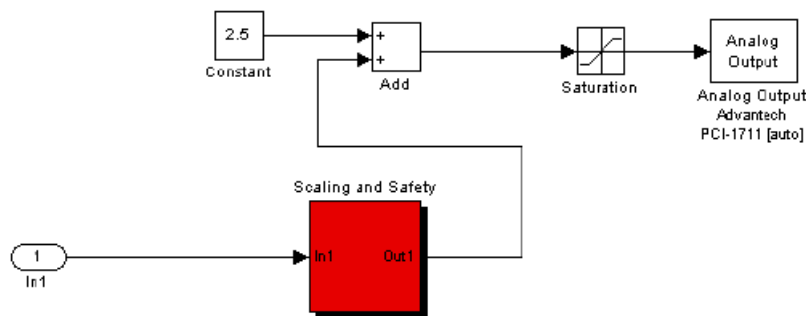 2.5
Constant
+
+
Add
Saturation
Analog
Output
Analog Output
Advantech
PCI-1711 [auto]
Scaling and Safety
In1
Out1
1
In1